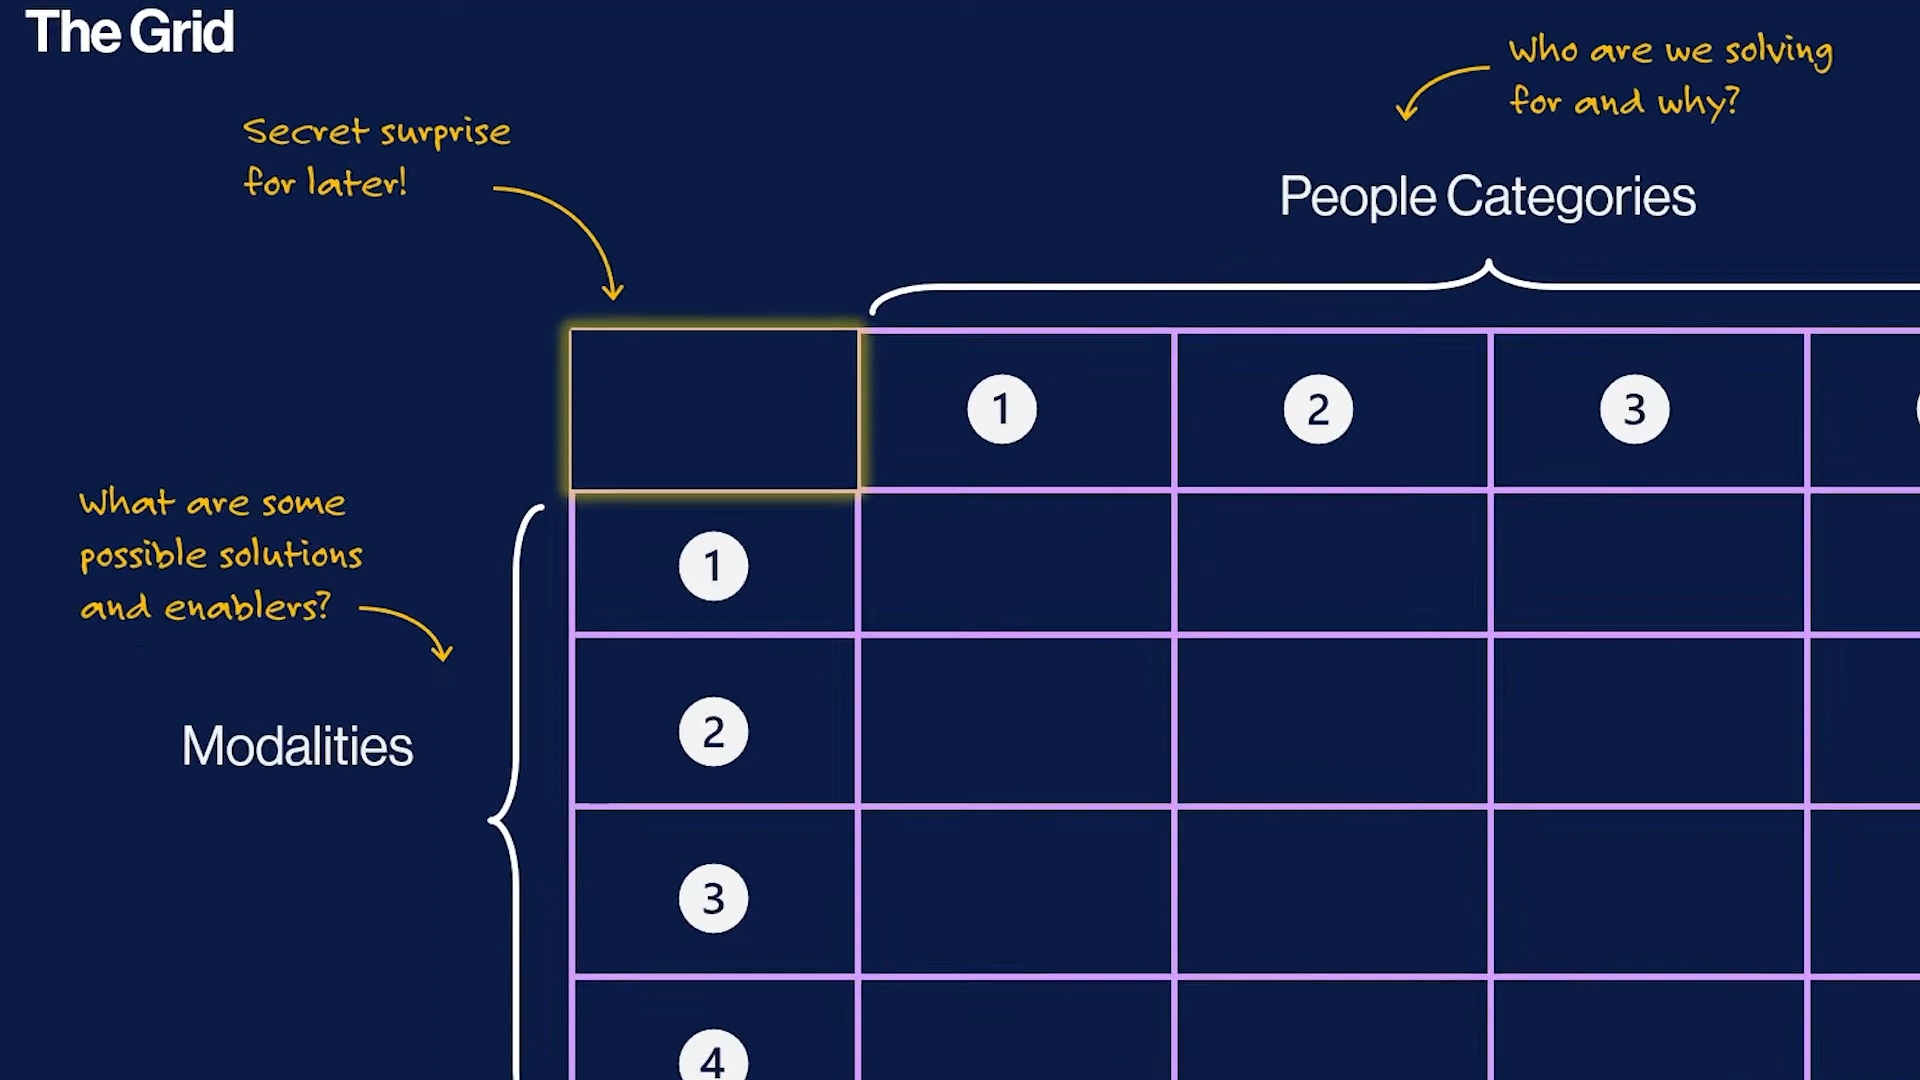 The Grid
Who are we solving
for and why?
Secret surprise
for later!
People Categories
1
2
3
What are some
possible solutions
and enablers?
1
2
Modalities
3
4